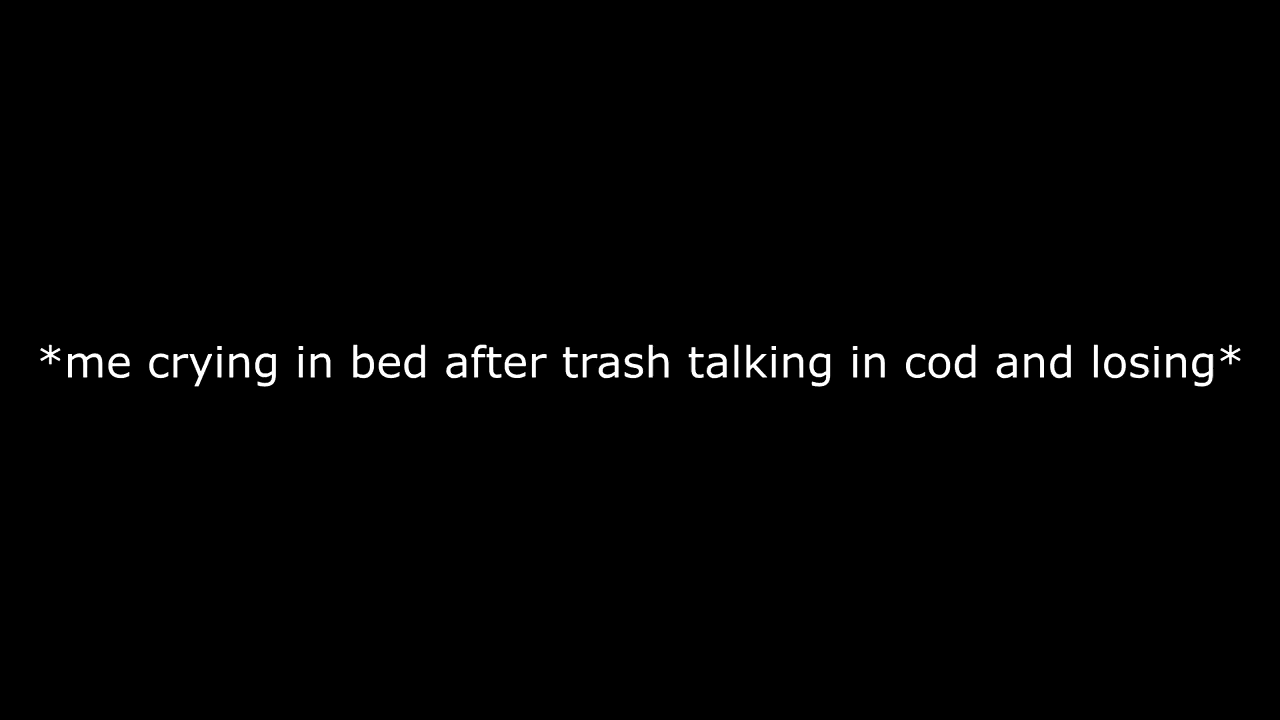 *me crying in bed after trash talking in cod and losing*